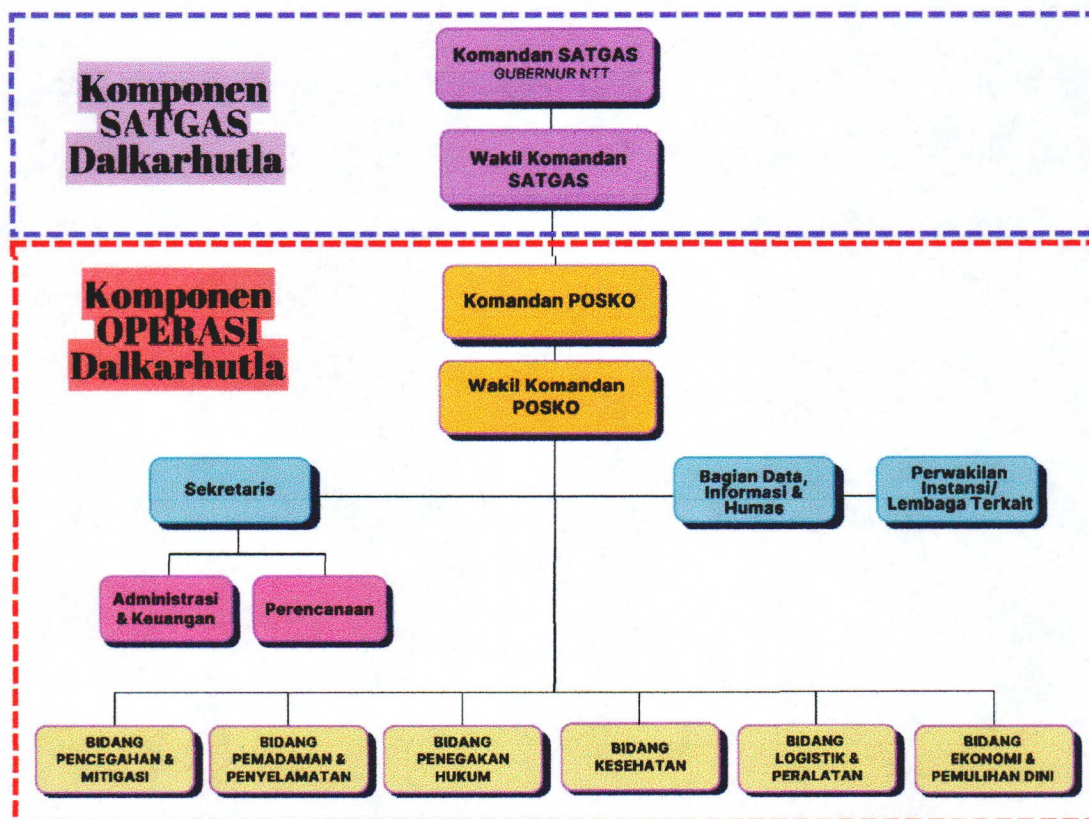 Komponen
SATGAS
Dalkarhutla
Komandan SATGAS
GUBERNUR NTT
Wakil Komandan
SATGAS
Komponen
OPERASI
Dalkarhutla
Komandan POSKO
Wakil Komandan
POSKO
Sekretaris
Bagian Data,
Informasi &
Humas
Perwakilan
Instansi/
Lembaga Terkait
Administrasi
& Keuangan
Perencanaan
BIDANG
PENCEGAHAN &
MITIGASI
BIDANG
PEMADAMAN &
PENYELAMATAN
BIDANG
PENEGAKAN
HUKUM
BIDANG
KESEHATAN
BIDANG
LOGISTIK &
PERALATAN
BIDANG
EKONOMI &
PEMULIHAN DINI